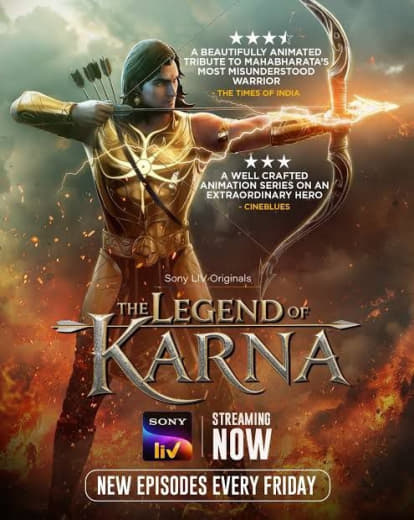 A BEAUTIFULLY ANIMATED
TRIBUTE TO MAHABHARATA'S
MOST MISUNDERSTOOD
WARRIOR
- THE TIMES OF INDIA
A WELL CRAFTED
ANIMATION SERIES ON AN
EXTRAORDINARY HERO
- CINEBLUES
Sony LIV Originals
THE LEGEND OF
KARNA
SONY
liv
STREAMING
NOW
NEW EPISODES EVERY FRIDAY